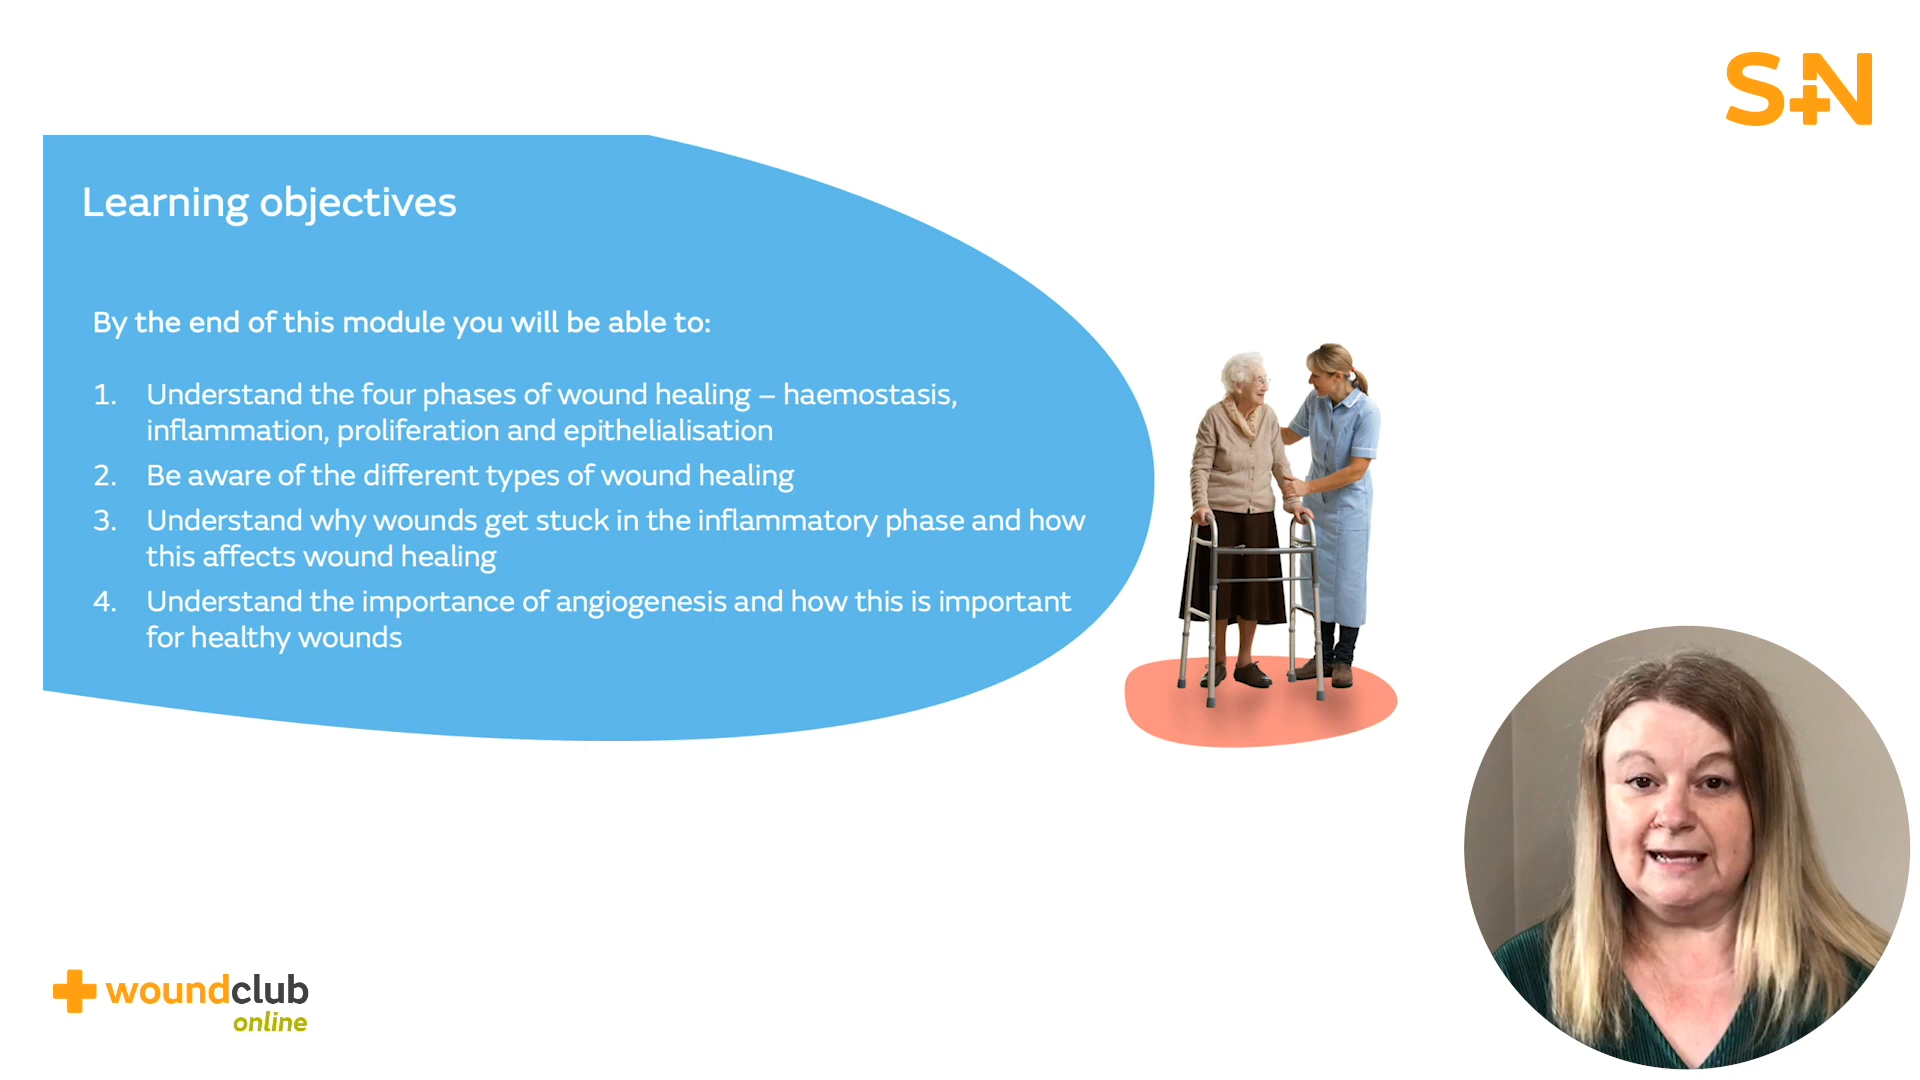 S+N
Learning objectives
By the end of this module you will be able to:
1. Understand the four phases of wound healing – haemostasis,
inflammation, proliferation and epithelialisation
2. Be aware of the different types of wound healing
3. Understand why wounds get stuck in the inflammatory phase and how
this affects wound healing
4. Understand the importance of angiogenesis and how this is important
for healthy wounds
woundclub
online